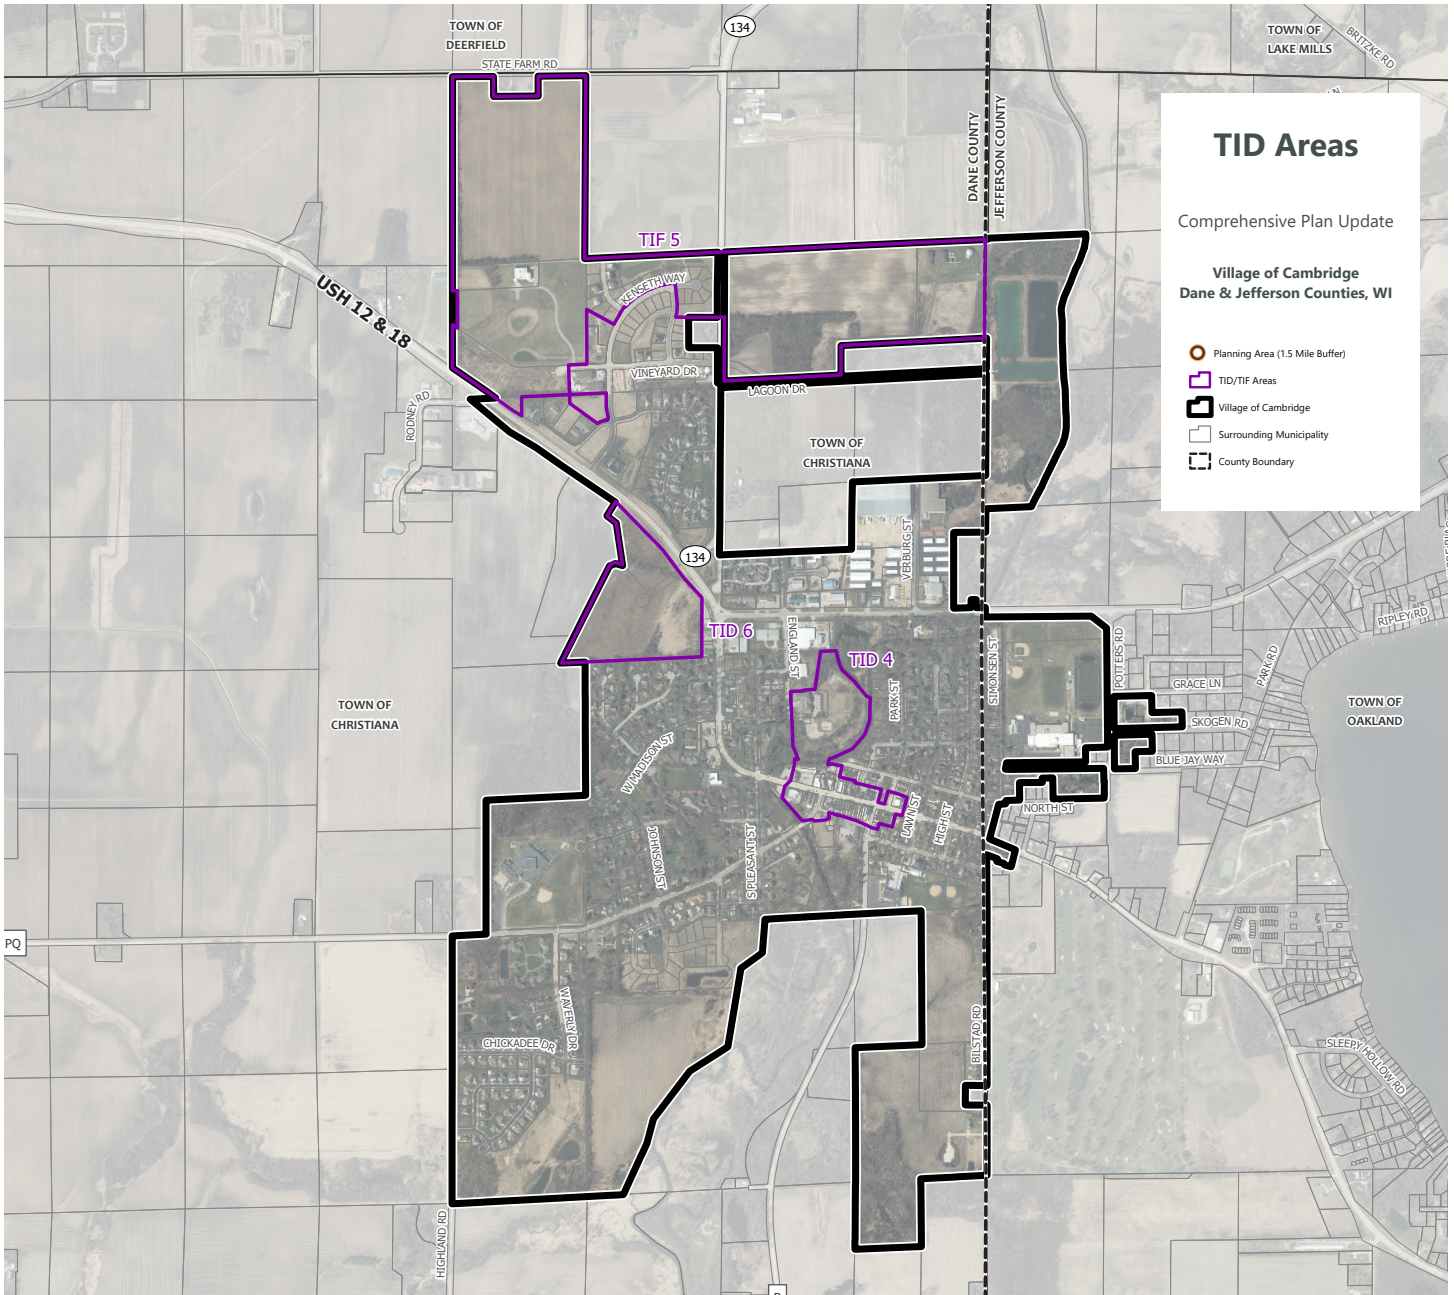 TOWN OF
DEERFIELD
134
TOWN OF
LAKE MILLS
BRITZKE RD
STATE FARM RD
LN
DANE COUNTY
JEFFERSON COUNTY
TID Areas
Comprehensive Plan Update
Village of Cambridge
Dane & Jefferson Counties, WI
Planning Area (1.5 Mile Buffer)
TID/TIF Areas
Village of Cambridge
Surrounding Municipality
County Boundary
TIF 5
KENSETH WAY
USH 12 & 18
VINEYARD DR
LAGOON DR
RODNEY RD
TOWN OF
CHRISTIANA
VERBURG ST
134
RIPLEY RD
TID 6
ENGLAND ST
TID 4
SIMONSEN ST
POTTERS RD
PARK RD
GRACE LN
PARK ST
SKOGEN RD
TOWN OF
OAKLAND
TOWN OF
CHRISTIANA
W MADISON ST
BLUE JAY WAY
NORTH ST
LAWN ST
HIGH ST
JOHNSON ST
S PLEASANT ST
PQ
WAVERLY DR
BILSTAD RD
CHICKADEE DR
SLEEPY HOLLOW RD
HIGHLAND RD